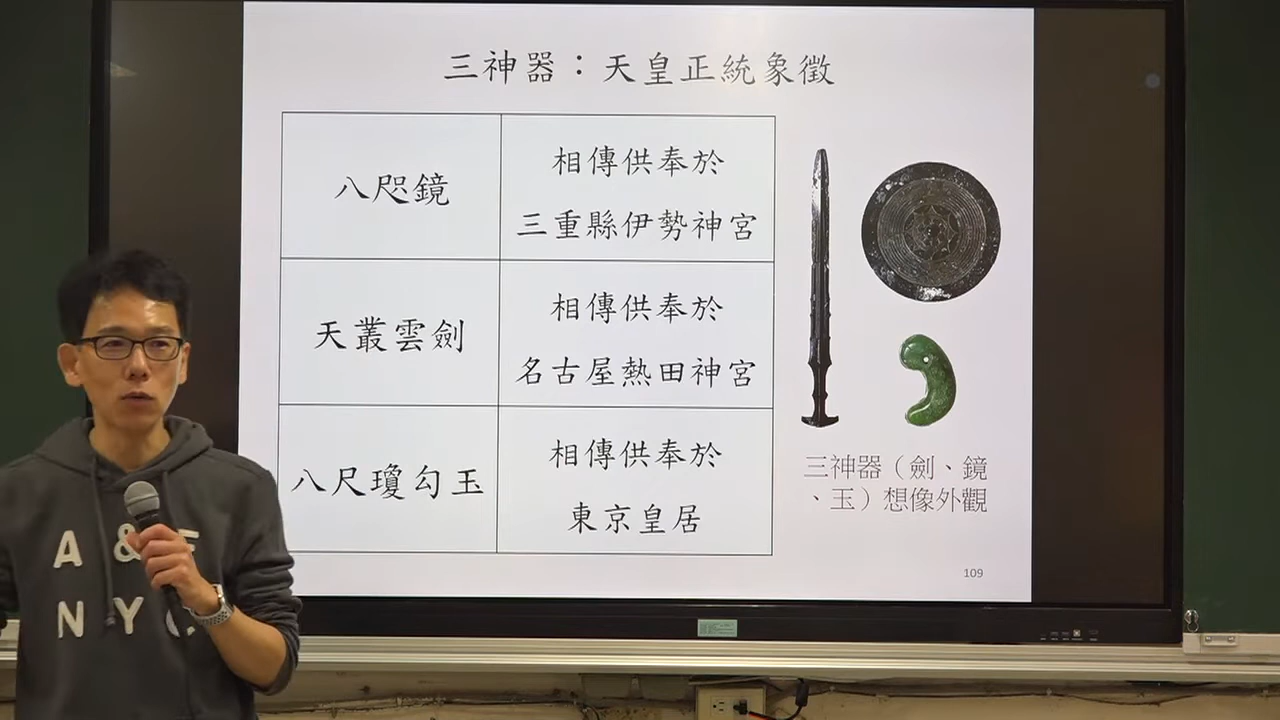 三神器：天皇正統象徵
八咫鏡
相傳供奉於
三重縣伊勢神宮
天叢雲劍
相傳供奉於
名古屋熱田神宮
八尺瓊勾玉
相傳供奉於
東京皇居
三神器（劍、鏡
、玉）想像外觀
109
A &
NY